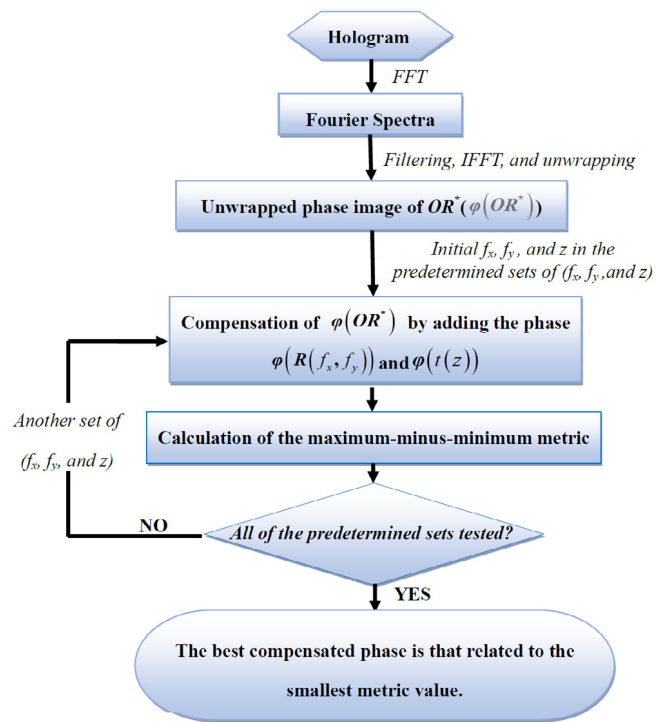 Hologram
FFT
Fourier Spectra
Filtering, IFFT, and unwrapping
Unwrapped phase image of OR*(φ(OR*))
Initial fx, fy, and z in the
predetermined sets of (fx, fy ,and z)
Compensation of φ(OR*) by adding the phase
φ(R(fx, fy)) and φ(t(z))
Another set of
(fx, fy, and z)
Calculation of the maximum-minus-minimum metric
All of the predetermined sets tested?
NO
YES
The best compensated phase is that related to the
smallest metric value.